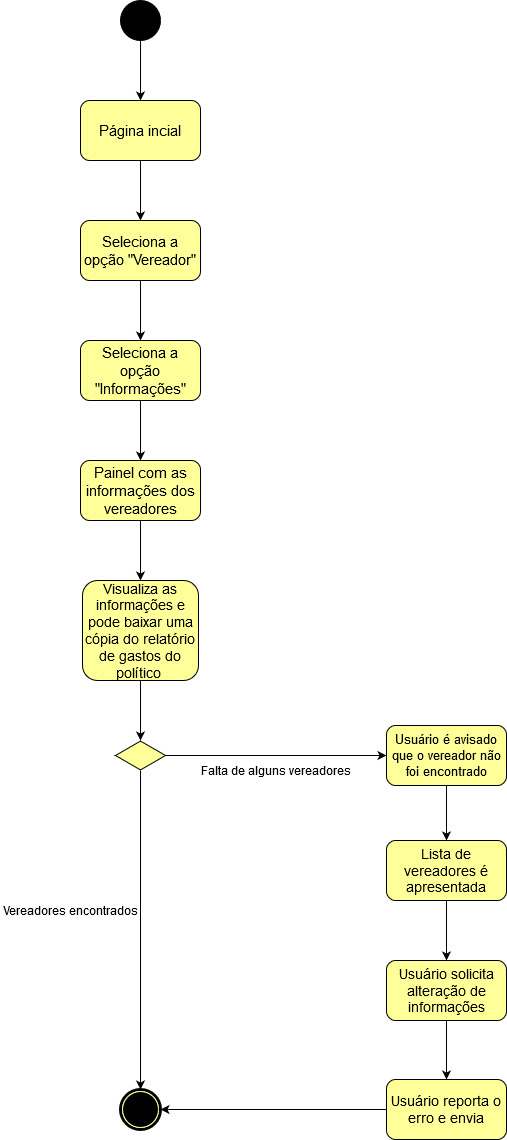 Página incial
Seleciona a
opção "Vereador"
Seleciona a
opção
"Informações"
Painel com as
informações dos
vereadores
Visualiza as
informações e
pode baixar uma
cópia do relatório
de gastos do
político
Falta de alguns vereadores
Usuário é avisado
que o vereador não
foi encontrado
Lista de
vereadores é
apresentada
Vereadores encontrados
Usuário solicita
alteração de
informações
Usuário reporta o
erro e envia